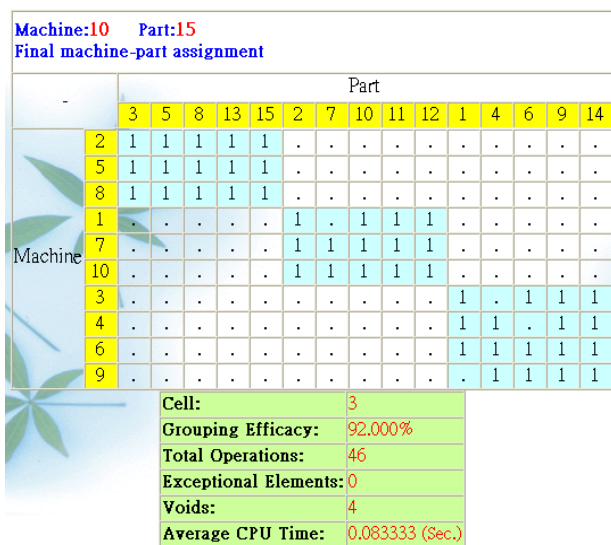 Machine:10 Part:15
Final machine-part assignment
- Part
3 5 8 13 15 2 7 10 11 12 1 4 6 9 14
Machine
2 1 1 1 1 1 . . . . . . . . . .
5 1 1 1 1 1 . . . . . . . . . .
8 1 1 1 1 1 . . . . . . . . . .
1 . . . . . 1 . 1 1 1 . . . . .
7 . . . . . 1 1 1 1 1 . . . . .
10 . . . . . 1 1 1 1 1 . . . . .
3 . . . . . . . . . . 1 . 1 1 1
4 . . . . . . . . . . 1 1 . 1 1
6 . . . . . . . . . . 1 1 1 1 1
9 . . . . . . . . . . . 1 1 1 1
Cell: 3
Grouping Efficacy: 92.000%
Total Operations: 46
Exceptional Elements: 0
Voids: 4
Average CPU Time: 0.083333 (Sec.)